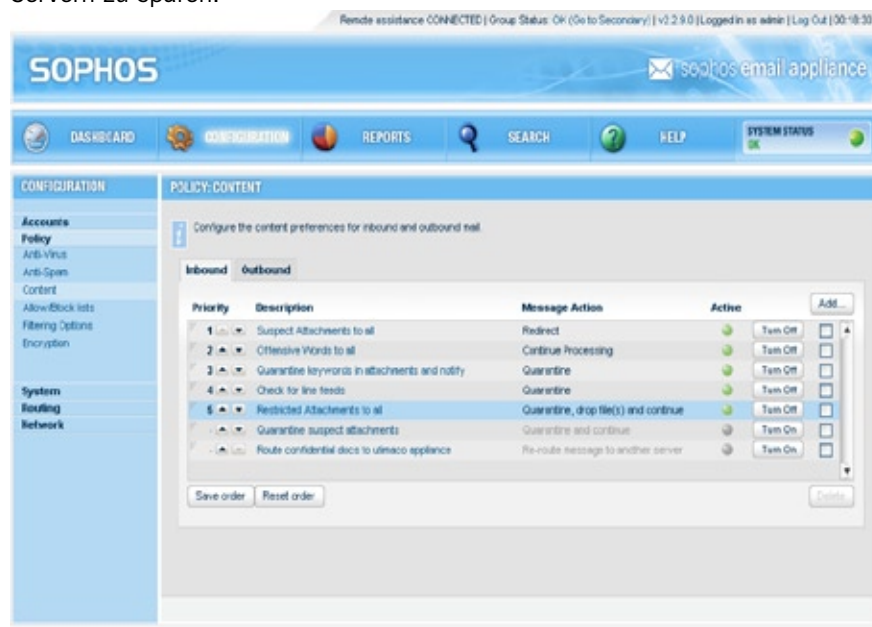 Servern zu sparen.
Remote assistance CONNECTED | Group Status: OK (Go to Secondary) | v2.2.9.0 | Logged in as admin | Log Out | 00:18:30
SOPHOS
sophos email appliance
DASHBOARD CONFIGURATION REPORTS SEARCH HELP SYSTEM STATUS
OK
CONFIGURATION
POLICY: CONTENT
Accounts
Policy
Anti-Virus
Anti-Spam
Content
Allow/Block lists
Filtering Options
Encryption
System
Routing
Network
Configure the content preferences for inbound and outbound mail.
Inbound Outbound
Priority Description Message Action Active Add...
1 Suspect Attachments to all Redirect Turn Off
2 Offensive Words to all Continue Processing Turn Off
3 Quarantine keywords in attachments and notify Quarantine Turn Off
4 Check for line feeds Quarantine Turn Off
5 Restricted Attachments to all Quarantine, drop file(s) and continue Turn Off
- Quarantine suspect attachments Quarantine and continue Turn On
- Route confidential docs to utimaco appliance Re-route message to another server Turn On
Save order Reset order Delete